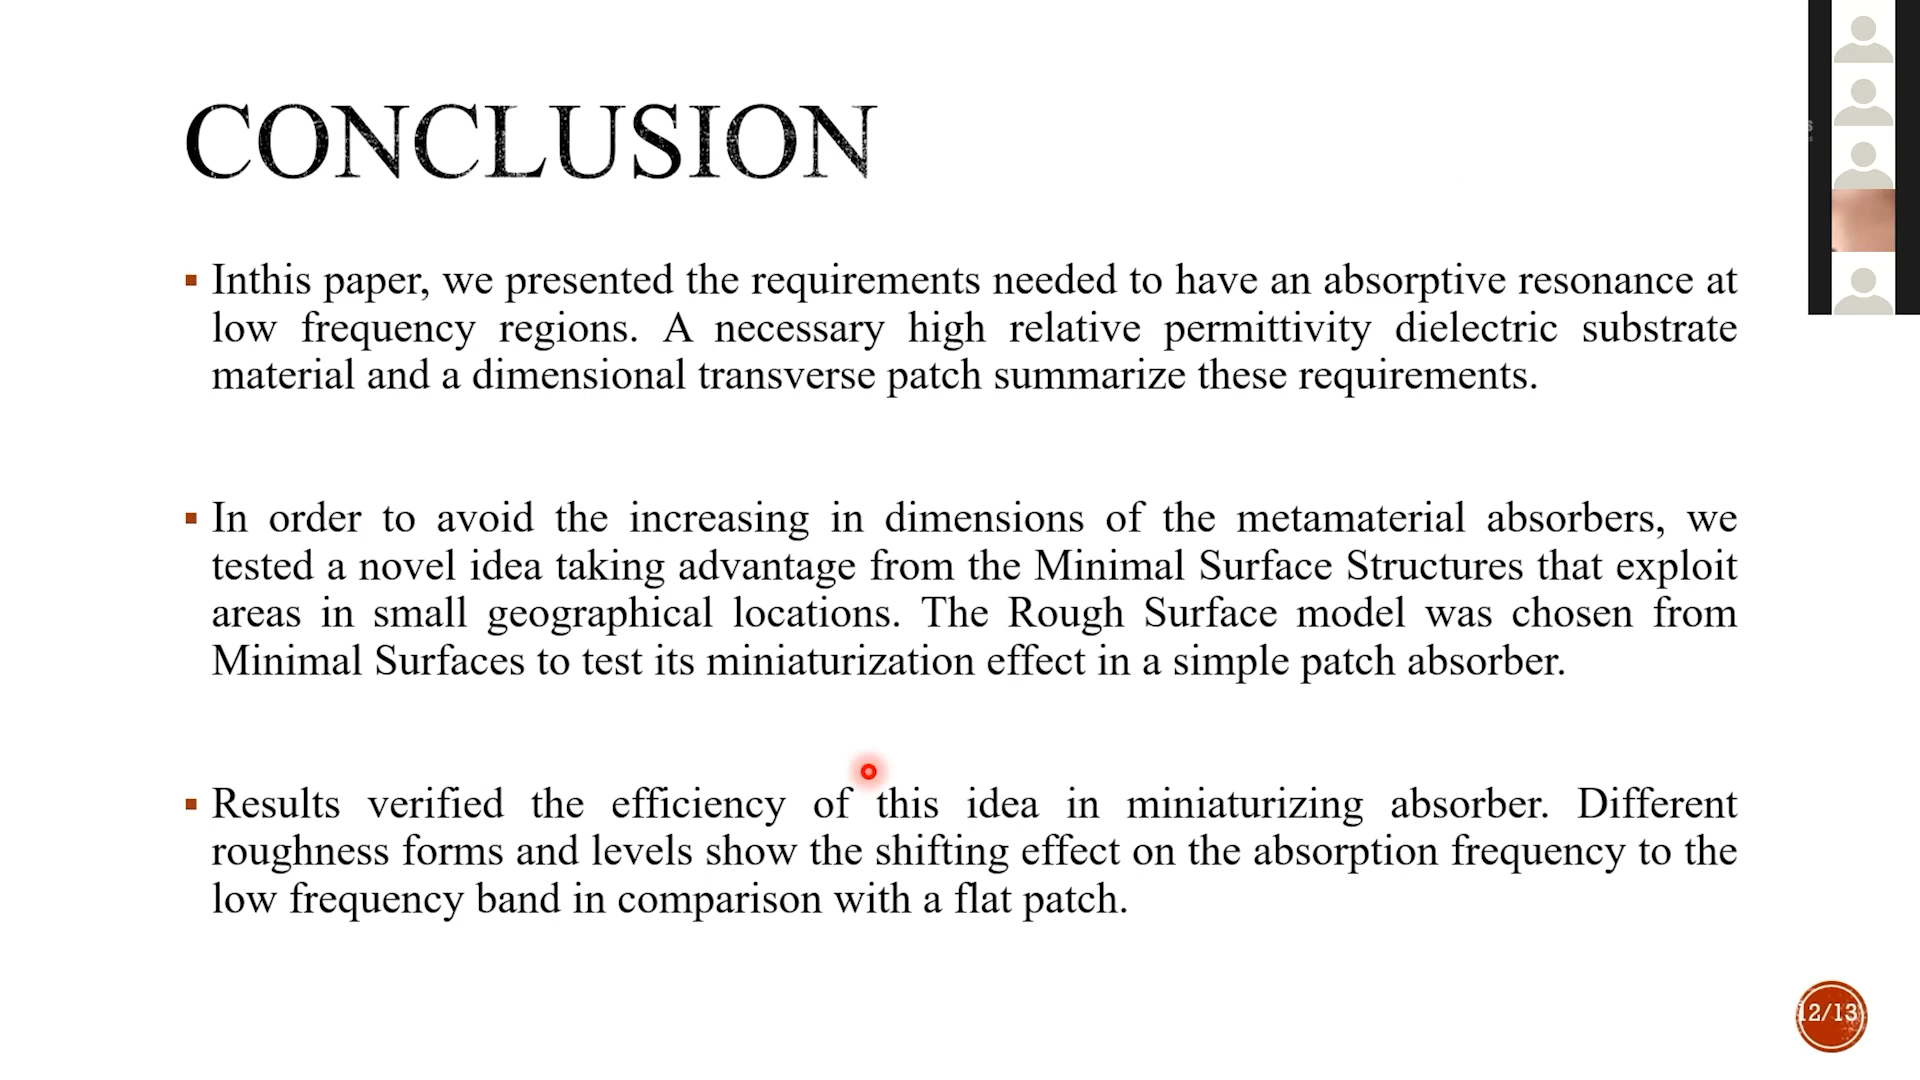 CONCLUSION
Inthis paper, we presented the requirements needed to have an absorptive resonance at
low frequency regions. A necessary high relative permittivity dielectric substrate
material and a dimensional transverse patch summarize these requirements.
In order to avoid the increasing in dimensions of the metamaterial absorbers, we
tested a novel idea taking advantage from the Minimal Surface Structures that exploit
areas in small geographical locations. The Rough Surface model was chosen from
Minimal Surfaces to test its miniaturization effect in a simple patch absorber.
Results verified the efficiency of this idea in miniaturizing absorber. Different
roughness forms and levels show the shifting effect on the absorption frequency to the
low frequency band in comparison with a flat patch.
12/13